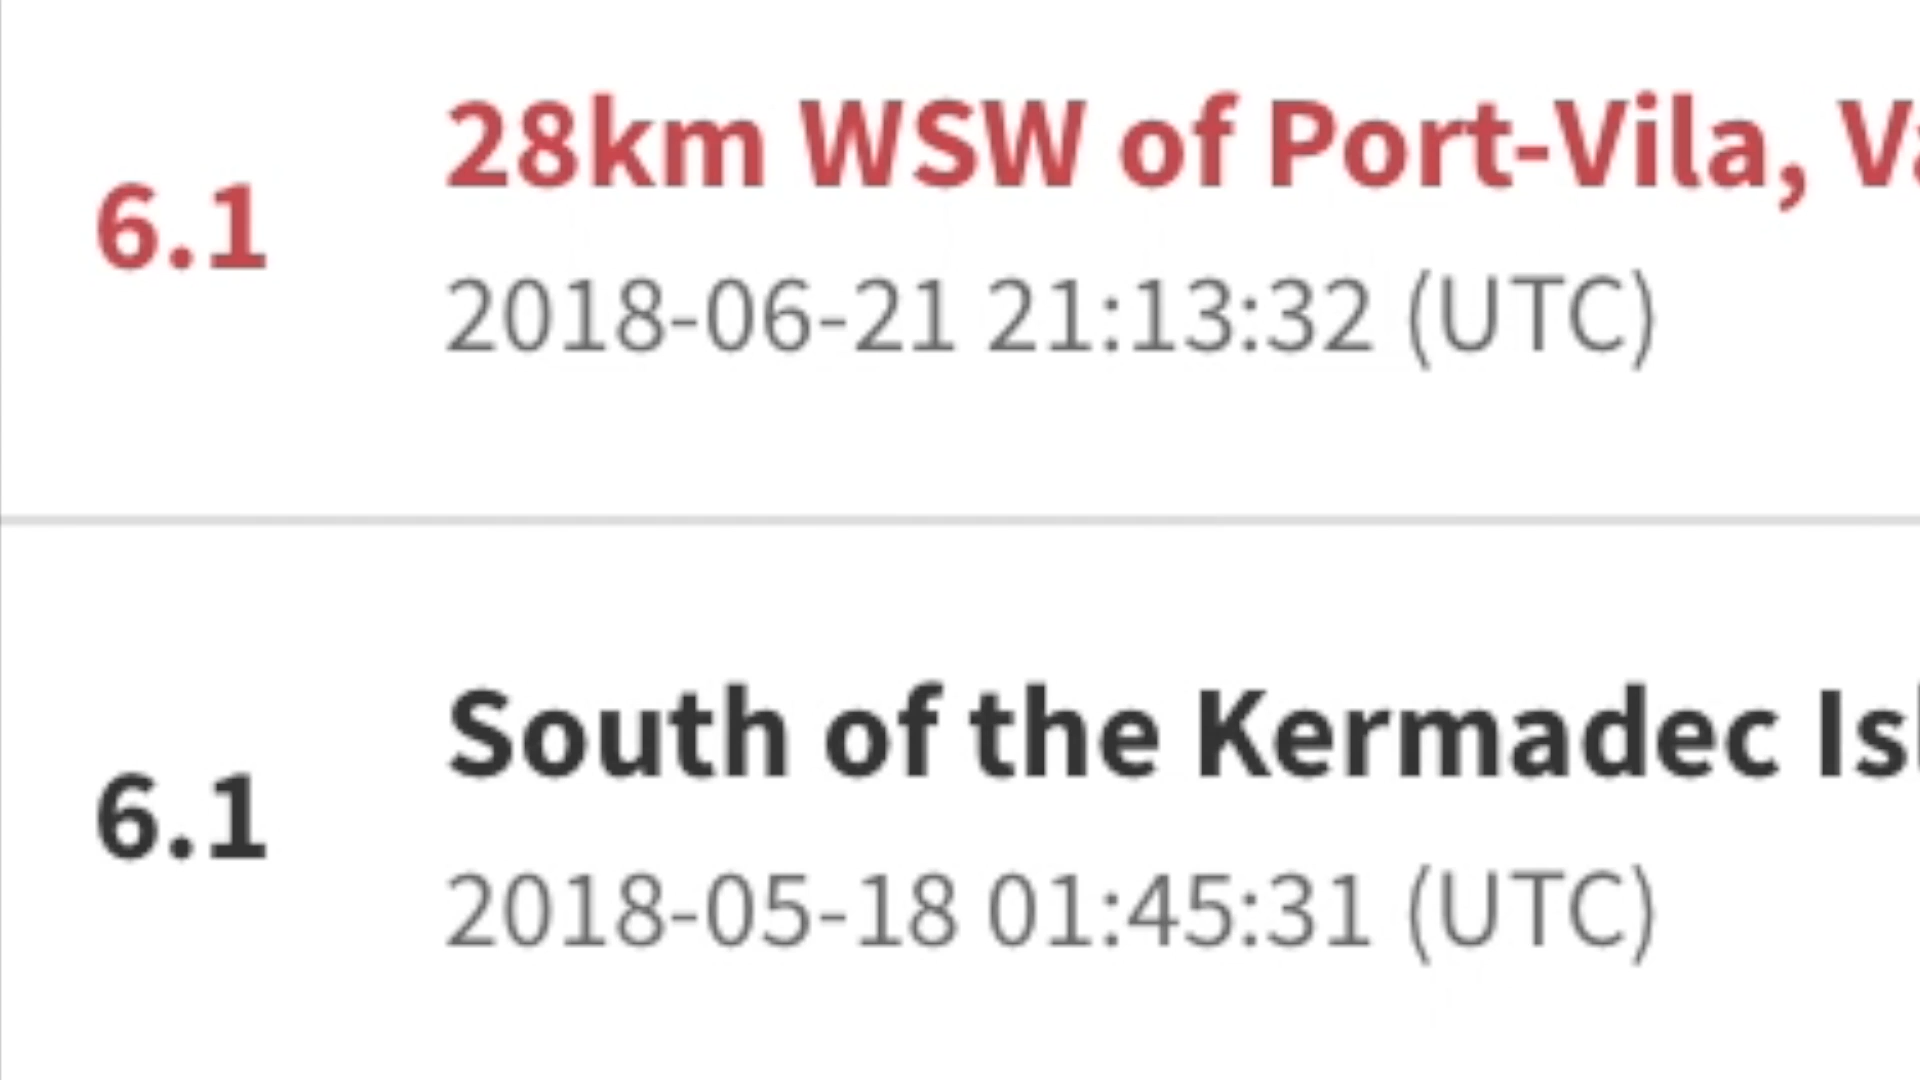 28km WSW of Port-Vila,
6.1
2018-06-21 21:13:32 (UTC)
South of the Kermadec
6.1
2018-05-18 01:45:31 (UTC)